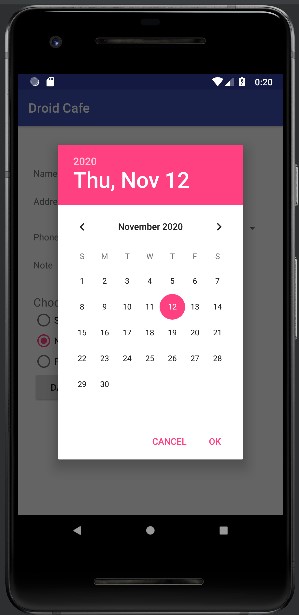 0:20
Droid Cafe
2020
Thu, Nov 12
Name
Addre
November 2020
Phone
S M T W T F S
Note
1 2 3 4 5 6 7
Choo
8 9 10 11 12 13 14
15 16 17 18 19 20 21
22 23 24 25 26 27 28
29 30
CANCEL OK